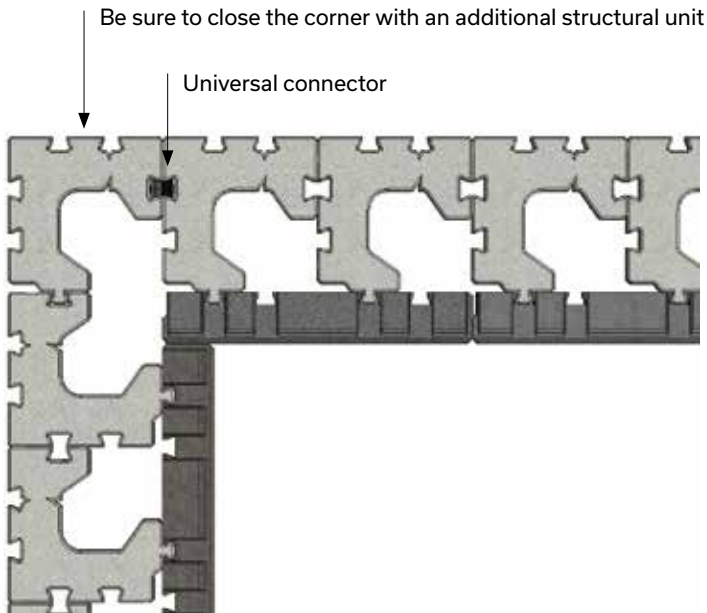 Be sure to close the corner with an additional structural unit
Universal connector